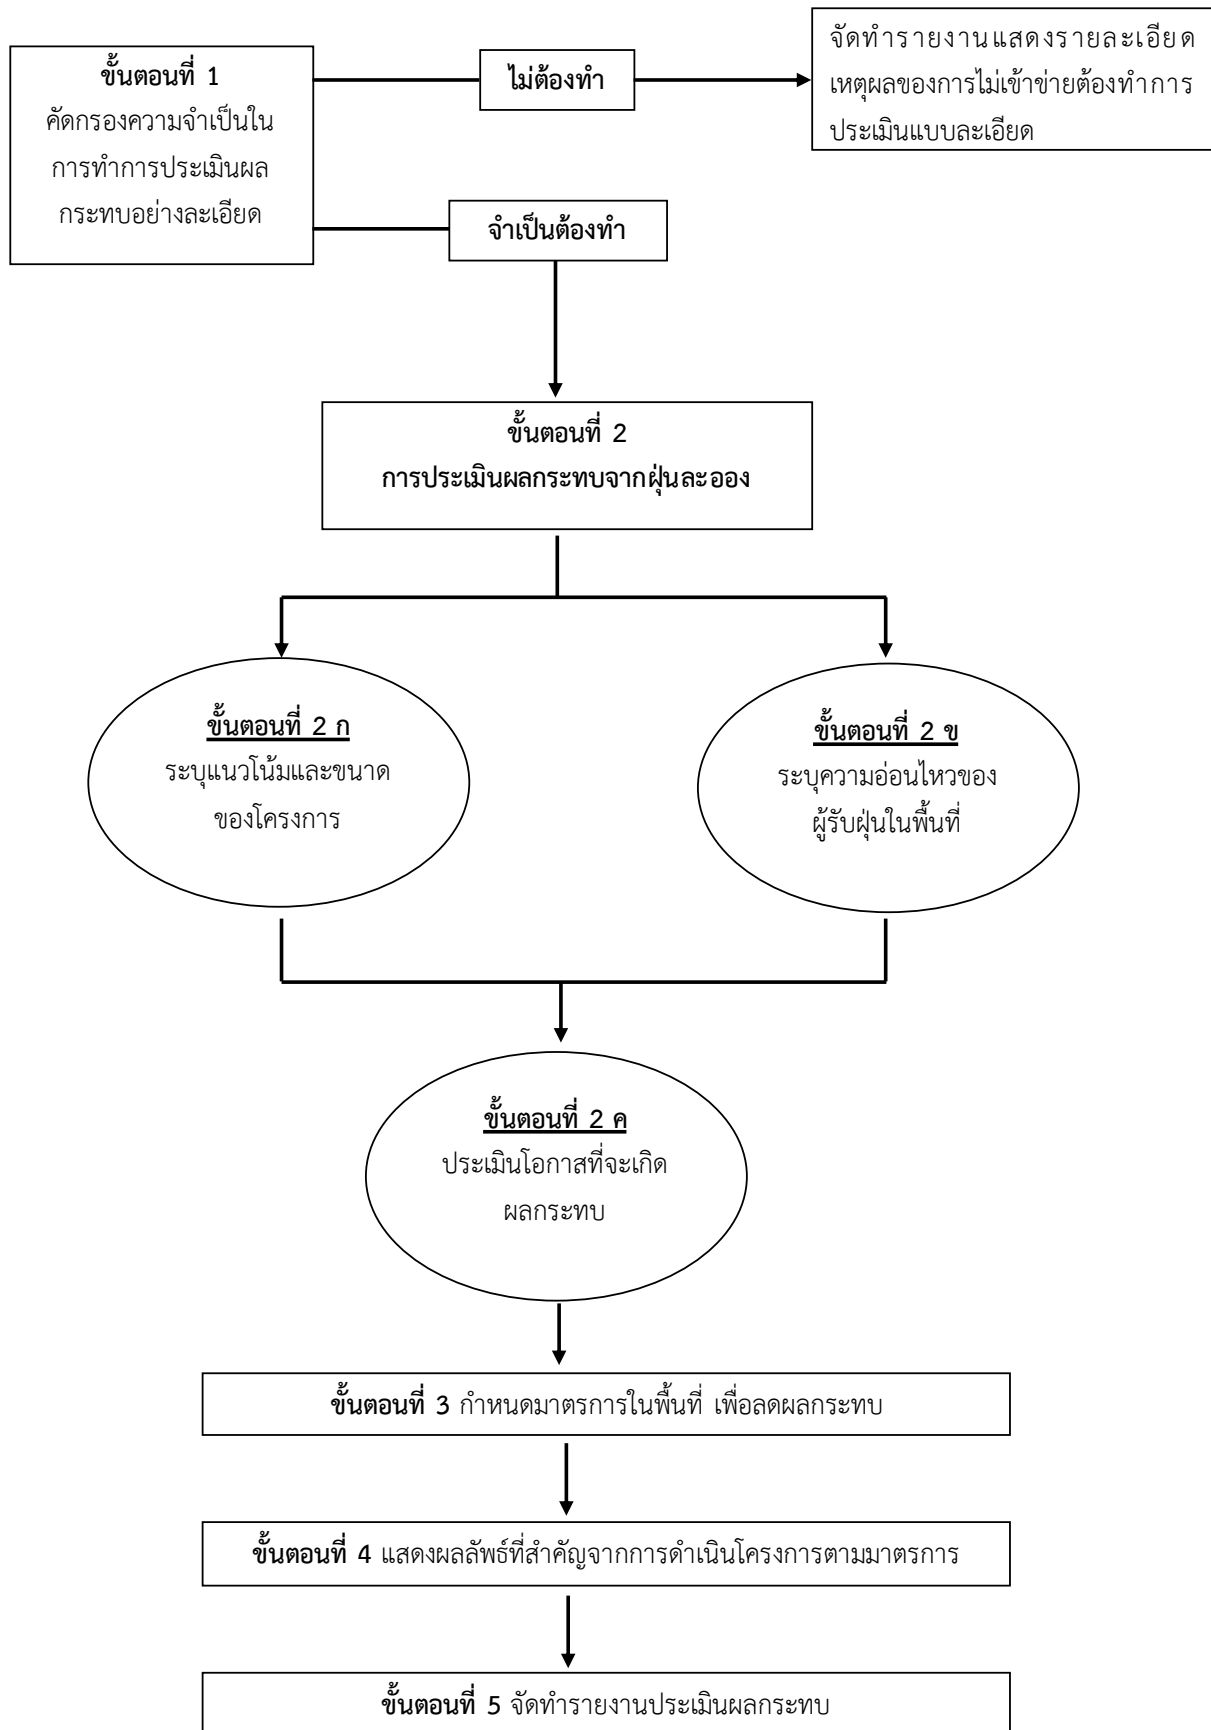 ขั้นตอนที่ 1
คัดกรองความจำเป็นใน
การทำการประเมินผล
กระทบอย่างละเอียด
ไม่ต้องทำ
จัดทำรายงานแสดงรายละเอียด
เหตุผลของการไม่เข้าข่ายต้องทำการ
ประเมินแบบละเอียด
จำเป็นต้องทำ
ขั้นตอนที่ 2
การประเมินผลกระทบจากฝุ่นละออง
ขั้นตอนที่ 2 ก
ระบุแนวโน้มและขนาด
ของโครงการ
ขั้นตอนที่ 2 ข
ระบุความอ่อนไหวของ
ผู้รับฝุ่นในพื้นที่
ขั้นตอนที่ 2 ค
ประเมินโอกาสที่จะเกิด
ผลกระทบ
ขั้นตอนที่ 3 กำหนดมาตรการในพื้นที่ เพื่อลดผลกระทบ
ขั้นตอนที่ 4 แสดงผลลัพธ์ที่สำคัญจากการดำเนินโครงการตามมาตรการ
ขั้นตอนที่ 5 จัดทำรายงานประเมินผลกระทบ